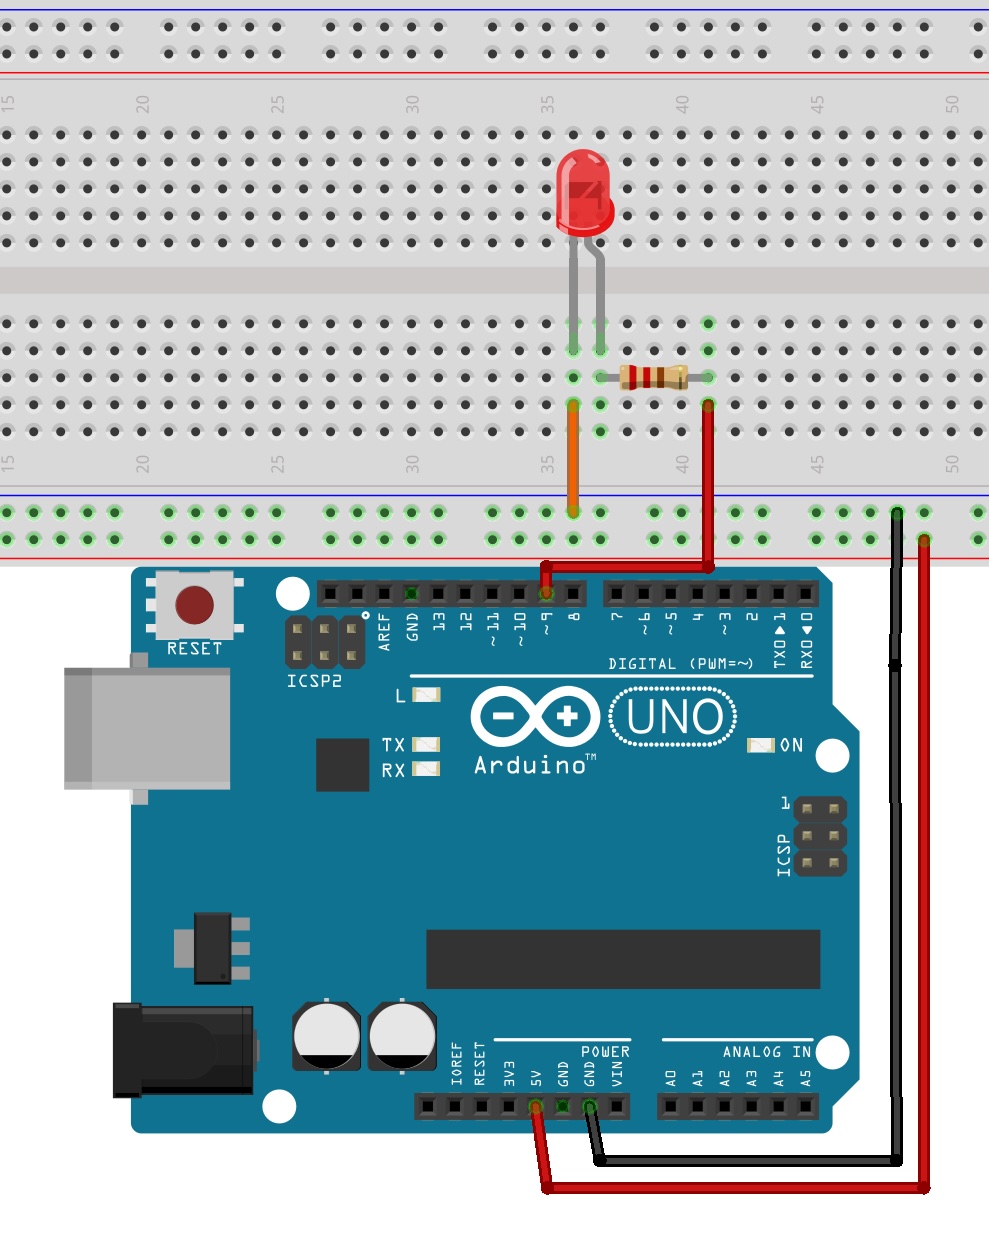 15 20 25 30 35 40 45 50
15 20 25 30 35 40 45 50
RESET
ICSP2
AREF GND 13 12 ~11 ~10 ~9 8 7 ~6 ~5 4 ~3 2 TX0▶1 RX0◀0
DIGITAL (PWM=~)
L
TX
RX
Arduino™
UNO
ON
1
ICSP
POWER
ANALOG IN
IOREF RESET 3V3 5V GND GND VIN A0 A1 A2 A3 A4 A5